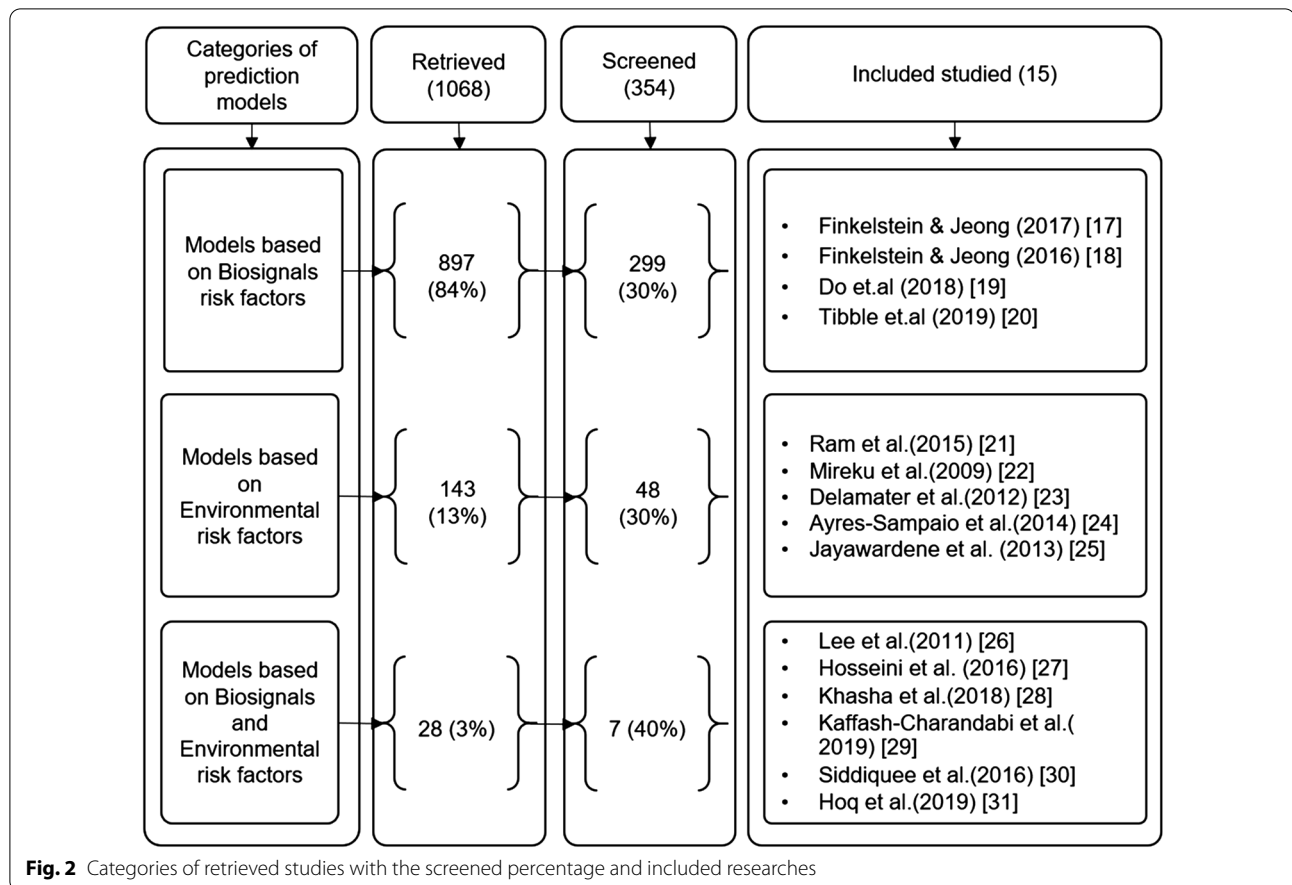 Categories of
prediction
models
Retrieved
(1068)
Screened
(354)
Included studied (15)
Models based
on Biosignals
risk factors
897
(84%)
299
(30%)
• Finkelstein & Jeong (2017) [17]
• Finkelstein & Jeong (2016) [18]
• Do et.al (2018) [19]
• Tibble et.al (2019) [20]
Models based
on
Environmental
risk factors
143
(13%)
48
(30%)
• Ram et al.(2015) [21]
• Mireku et al.(2009) [22]
• Delamater et al.(2012) [23]
• Ayres-Sampaio et al.(2014) [24]
• Jayawardene et al. (2013) [25]
Models based
on Biosignals
and
Environmental
risk factors
28 (3%)
7 (40%)
• Lee et al.(2011) [26]
• Hosseini et al. (2016) [27]
• Khasha et al.(2018) [28]
• Kaffash-Charandabi et al.(
2019) [29]
• Siddiquee et al.(2016) [30]
• Hoq et al.(2019) [31]
Fig. 2 Categories of retrieved studies with the screened percentage and included researches